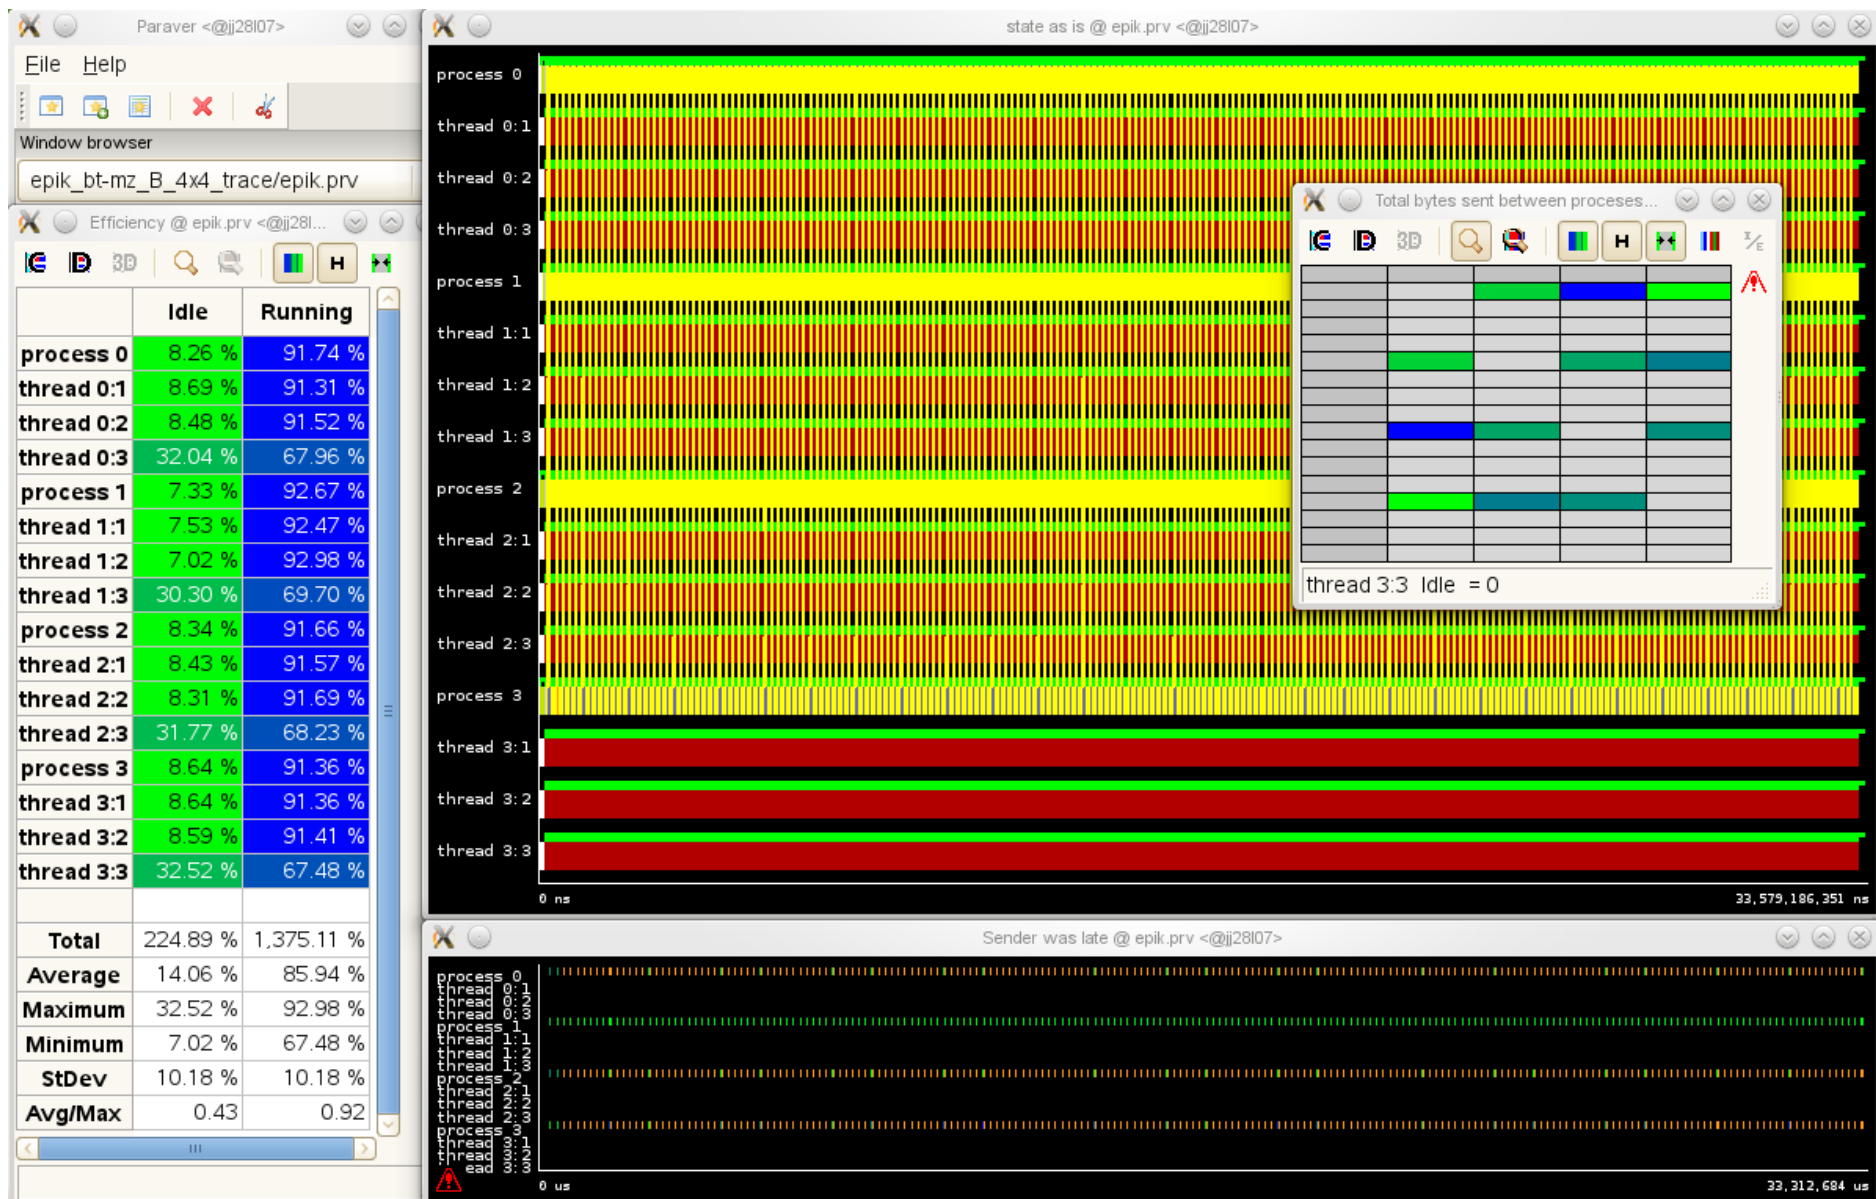 Paraver <@jj28l07>
File Help
Window browser
epik_bt-mz_B_4x4_trace/epik.prv
Efficiency @ epik.prv <@jj28l...
3D H
Idle Running
process 0 8.26 % 91.74 %
thread 0:1 8.69 % 91.31 %
thread 0:2 8.48 % 91.52 %
thread 0:3 32.04 % 67.96 %
process 1 7.33 % 92.67 %
thread 1:1 7.53 % 92.47 %
thread 1:2 7.02 % 92.98 %
thread 1:3 30.30 % 69.70 %
process 2 8.34 % 91.66 %
thread 2:1 8.43 % 91.57 %
thread 2:2 8.31 % 91.69 %
thread 2:3 31.77 % 68.23 %
process 3 8.64 % 91.36 %
thread 3:1 8.64 % 91.36 %
thread 3:2 8.59 % 91.41 %
thread 3:3 32.52 % 67.48 %
Total 224.89 % 1,375.11 %
Average 14.06 % 85.94 %
Maximum 32.52 % 92.98 %
Minimum 7.02 % 67.48 %
StDev 10.18 % 10.18 %
Avg/Max 0.43 0.92
state as is @ epik.prv <@jj28l07>
process 0
thread 0:1
thread 0:2
thread 0:3
process 1
thread 1:1
thread 1:2
thread 1:3
process 2
thread 2:1
thread 2:2
thread 2:3
process 3
thread 3:1
thread 3:2
thread 3:3
0 ns 33,579,186,351 ns
Total bytes sent between proceses...
3D H I/E
thread 3:3 Idle = 0
Sender was late @ epik.prv <@jj28l07>
process 0
thread 0:1
thread 0:2
thread 0:3
process 1
thread 1:1
thread 1:2
thread 1:3
process 2
thread 2:1
thread 2:2
thread 2:3
process 3
thread 3:1
thread 3:2
ead 3:3
0 us 33,312,684 us